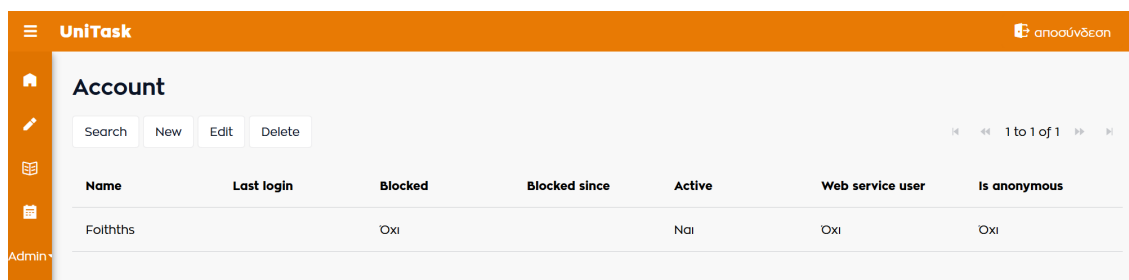 UniTask αποσύνδεση
Account
Search New Edit Delete 1 to 1 of 1
Name Last login Blocked Blocked since Active Web service user Is anonymous
Foithths Όχι Ναι Όχι Όχι
Admin